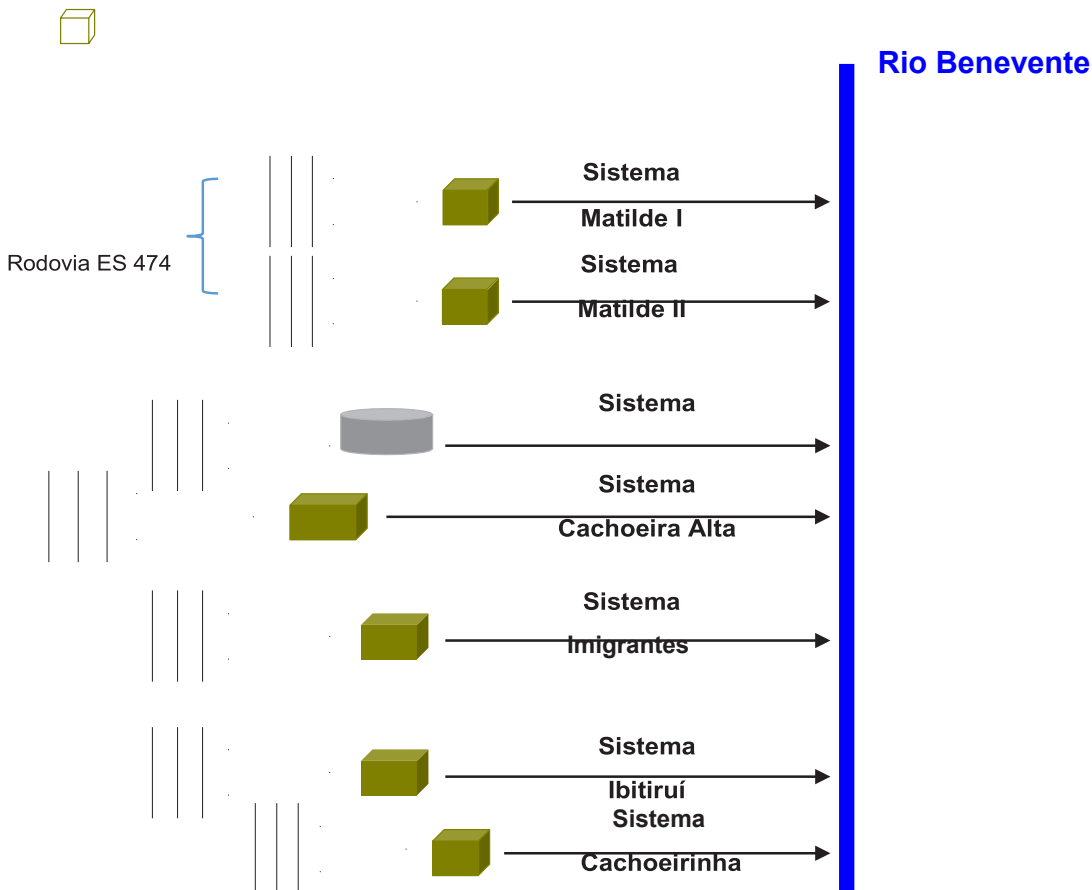 Rio Benevente
Sistema
Matilde I
Rodovia ES 474
Sistema
Matilde II
Sistema
Sistema
Cachoeira Alta
Sistema
Imigrantes
Sistema
Ibitiruí
Sistema
Cachoeirinha